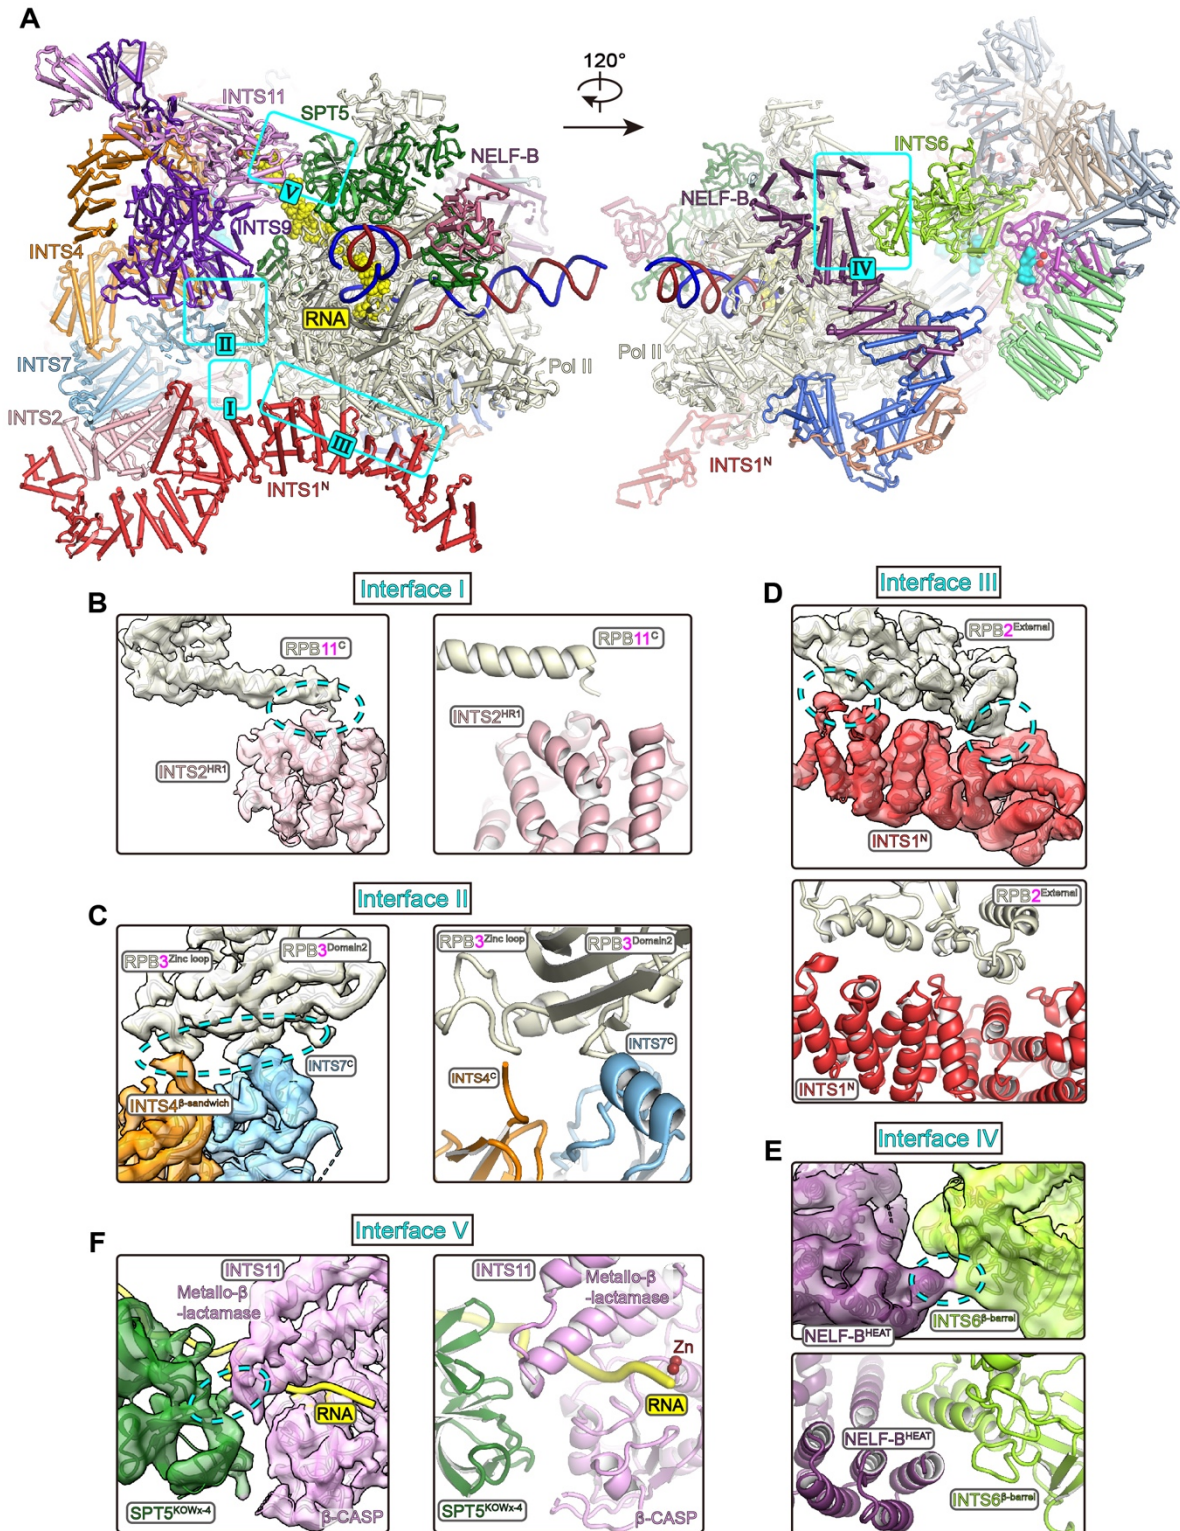 A
120°
INTS11
SPT5
NELF-B
V
INTS9
INTS4
RNA
II
INTS7
Pol II
I
INTS2
III
INTS1ᴺ
INTS6
NELF-B
IV
Pol II
INTS1ᴺ
B
Interface I
RPB11ᶜ
INTS2ᴴᴿ¹
RPB11ᶜ
INTS2ᴴᴿ¹
C
Interface II
RPB3Zinc loop
RPB3Domain2
INTS7ᶜ
INTS4β-sandwich
RPB3Zinc loop
RPB3Domain2
INTS7ᶜ
INTS4ᶜ
D
Interface III
RPB2External
INTS1ᴺ
RPB2External
INTS1ᴺ
E
Interface IV
NELF-BHEAT
INTS6β-barrel
NELF-BHEAT
INTS6β-barrel
F
Interface V
INTS11
Metallo-β
-lactamase
RNA
SPT5KOWx-4
β-CASP
INTS11
Metallo-β
-lactamase
Zn
RNA
SPT5KOWx-4
β-CASP